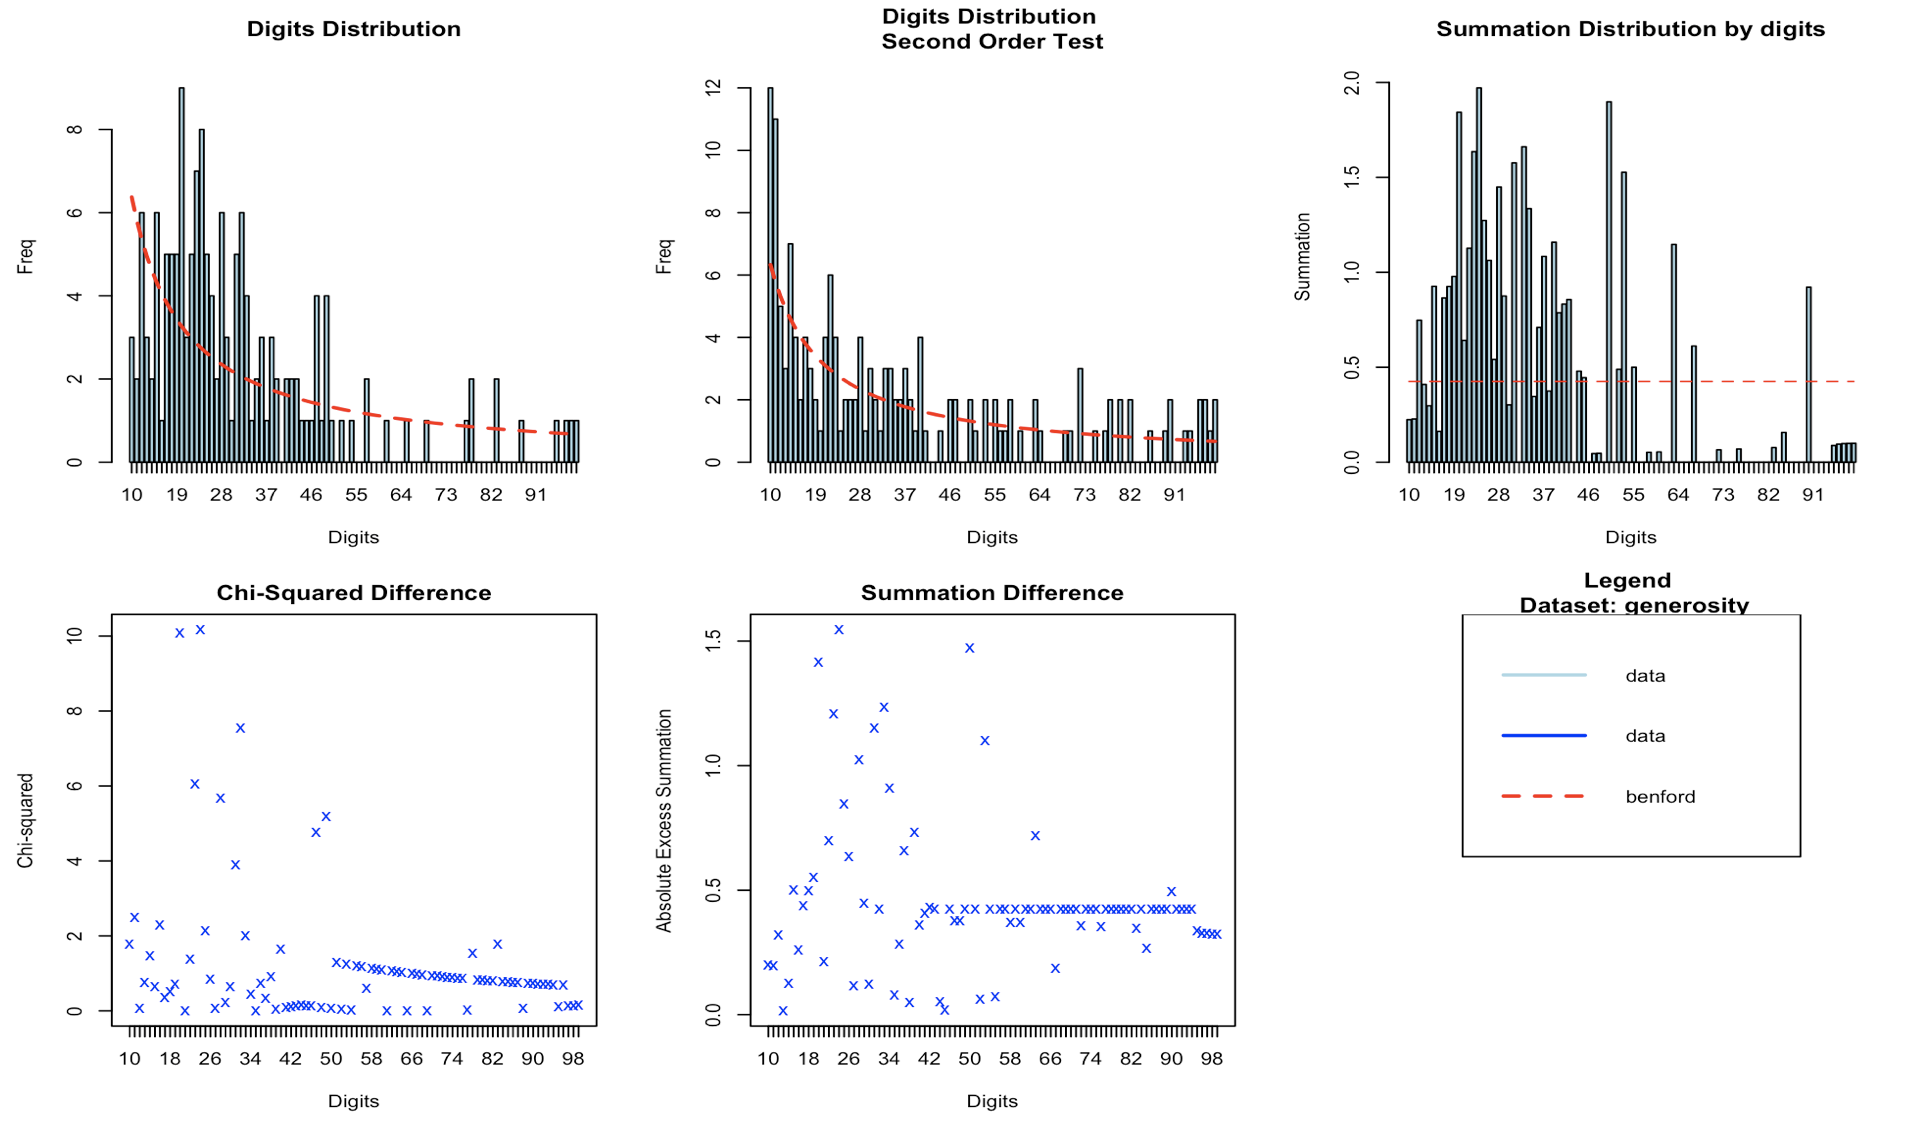 Digits Distribution
Freq
0 2 4 6 8
10 19 28 37 46 55 64 73 82 91
Digits
Digits Distribution
Second Order Test
Freq
0 2 4 6 8 10 12
10 19 28 37 46 55 64 73 82 91
Digits
Summation Distribution by digits
Summation
0.0 0.5 1.0 1.5 2.0
10 19 28 37 46 55 64 73 82 91
Digits
Chi-Squared Difference
Chi-squared
0 2 4 6 8 10
10 18 26 34 42 50 58 66 74 82 90 98
Digits
Summation Difference
Absolute Excess Summation
0.0 0.5 1.0 1.5
10 18 26 34 42 50 58 66 74 82 90 98
Digits
Legend
Dataset: generosity
data
data
benford